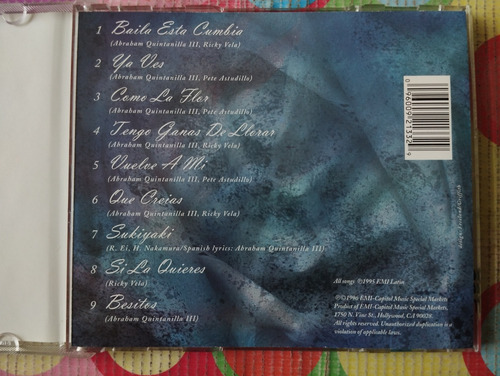 1 Baila Esta Cumbia
(Abraham Quintanilla III, Ricky Vela)
2 Ya Ves
(Abraham Quintanilla III, Pete Astudillo)
3 Como La Flor
(Abraham Quintanilla III, Pete Astudillo)
4 Tengo Ganas De Llorar
(Abraham Quintanilla III, Ricky Vela)
5 Vuelve A Mi
(Abraham Quintanilla III, Pete Astudillo)
6 Que Creias
(Abraham Quintanilla III, Ricky Vela)
7 Sukiyaki
(R. Ei, H. Nakamura/Spanish lyrics: Abraham Quintanilla III)
8 Si La Quieres
(Ricky Vela)
9 Besitos
(Abraham Quintanilla III)
0 96009 21332 9
All songs ℗1995 EMI Latin
℗©1996 EMI-Capitol Music Special Markets
Product of EMI-Capitol Music Special Markets,
1750 N. Vine St., Hollywood, CA 90028.
All rights reserved. Unauthorized duplication is a
violation of applicable laws.